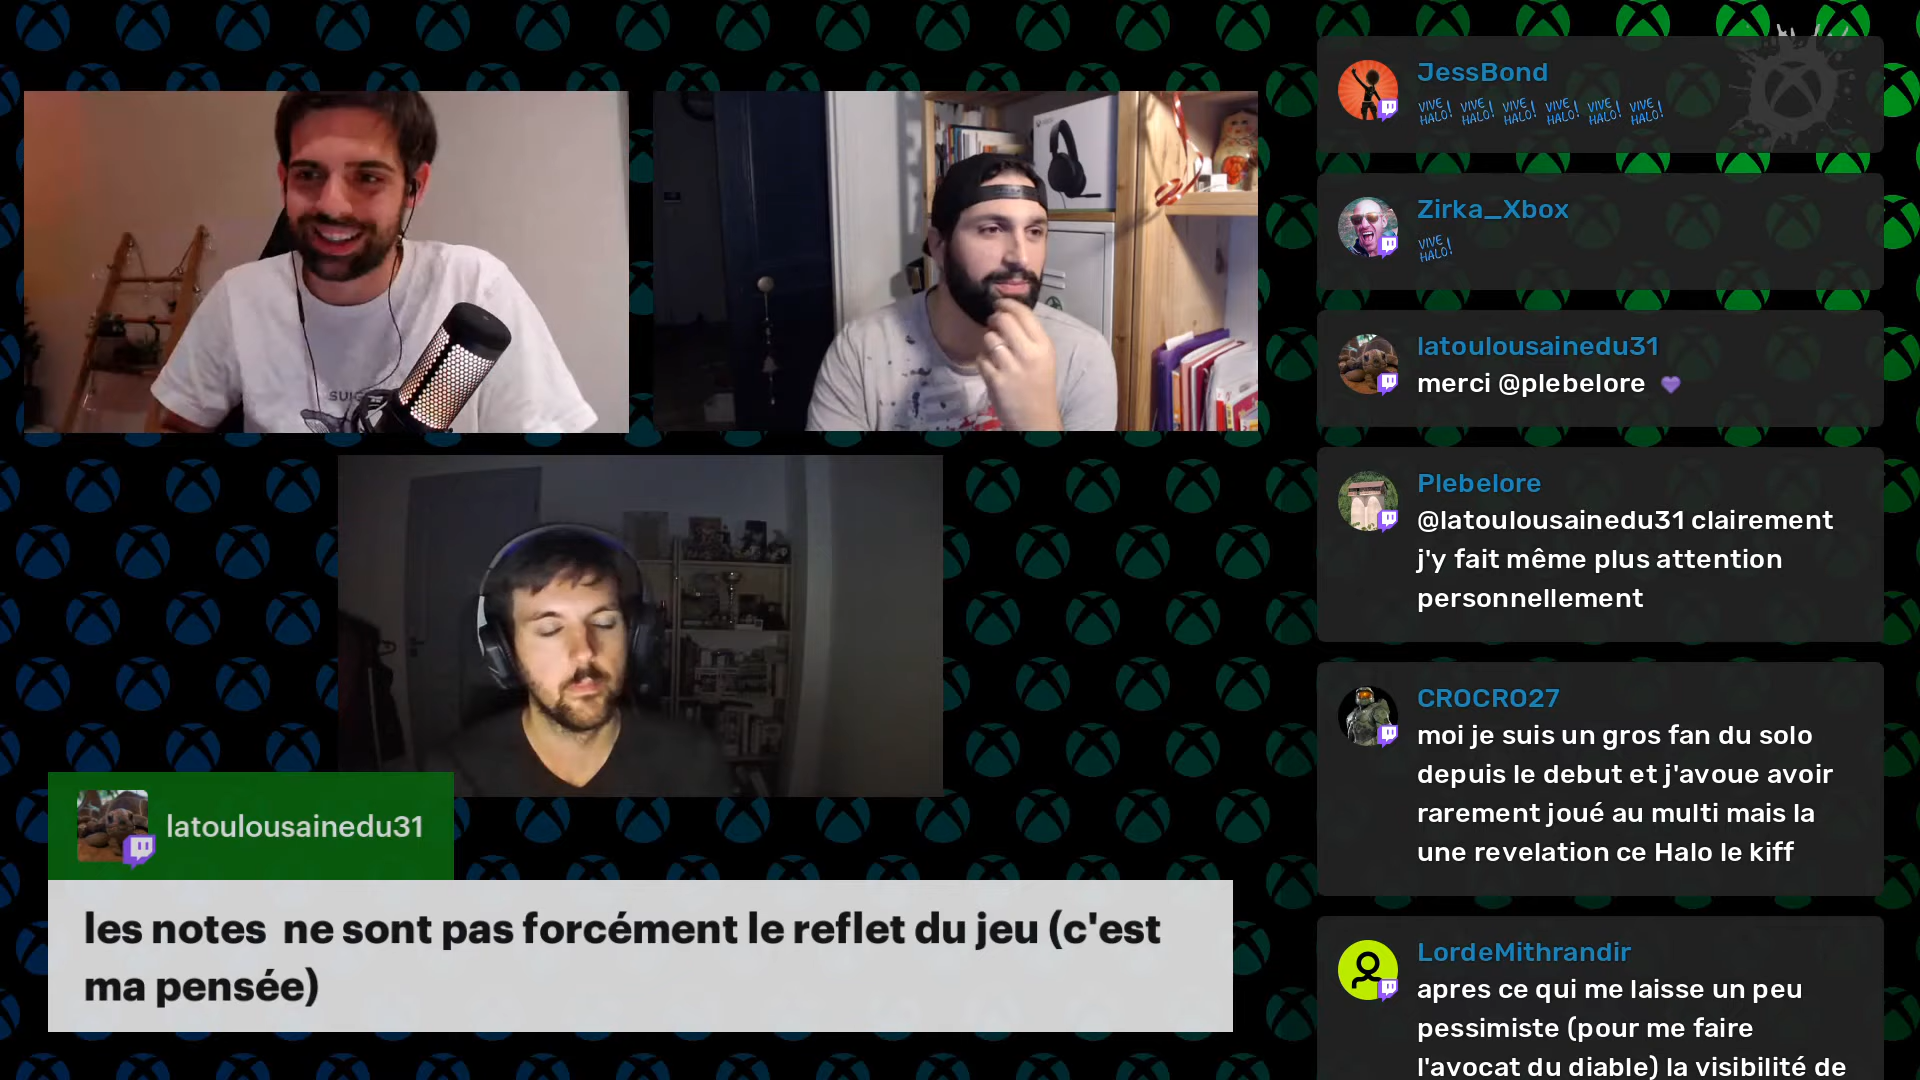 JessBond
VIVE HALO! VIVE HALO! VIVE HALO! VIVE HALO! VIVE HALO! VIVE HALO!
Zirka_Xbox
VIVE HALO!
latoulousainedu31
merci @plebelore
Plebelore
@latoulousainedu31 clairement
j'y fait même plus attention
personnellement
CROCRO27
moi je suis un gros fan du solo
depuis le debut et j'avoue avoir
rarement joué au multi mais la
une revelation ce Halo le kiff
LordeMithrandir
apres ce qui me laisse un peu
pessimiste (pour me faire
l'avocat du diable) la visibilité de
latoulousainedu31
les notes ne sont pas forcément le reflet du jeu (c'est
ma pensée)